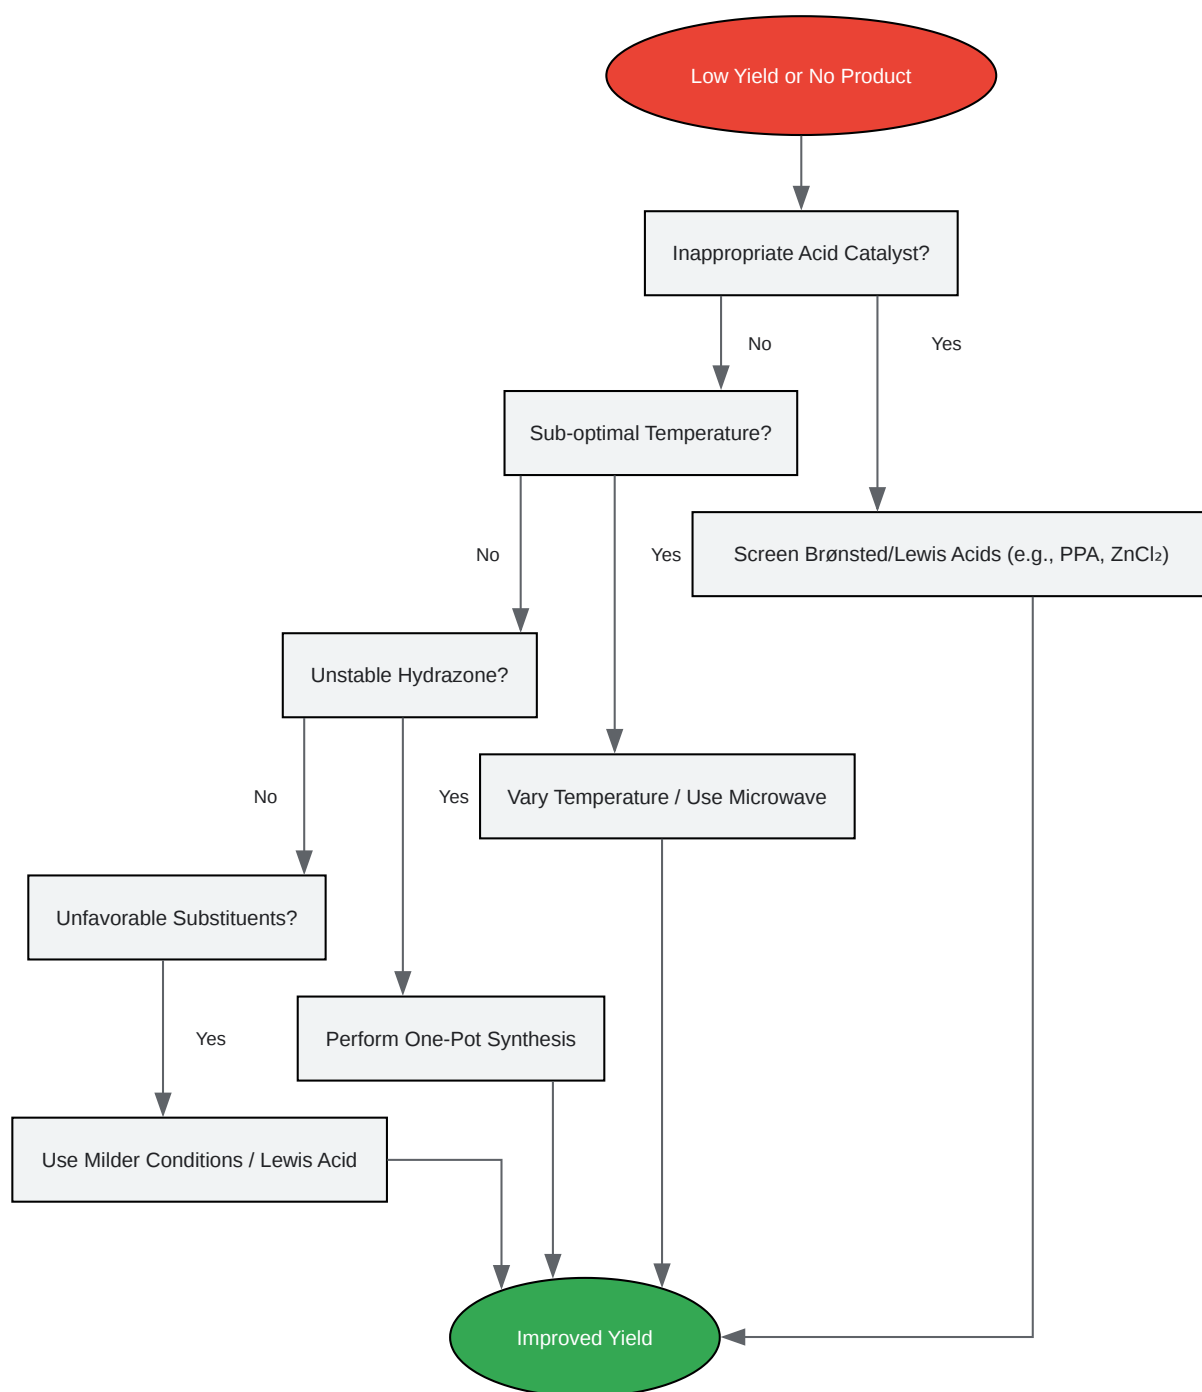 Low Yield or No Product
Inappropriate Acid Catalyst?
No
Yes
Sub-optimal Temperature?
No
Yes
Screen Brønsted/Lewis Acids (e.g., PPA, ZnCl₂)
Unstable Hydrazone?
No
Yes
Vary Temperature / Use Microwave
Unfavorable Substituents?
Yes
Perform One-Pot Synthesis
Use Milder Conditions / Lewis Acid
Improved Yield